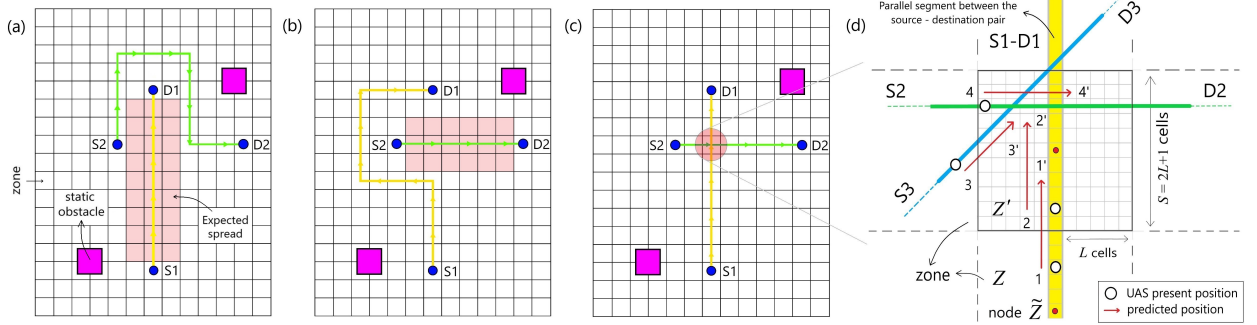 (a)
D1
S2
D2
zone
static
obstacle
Expected
spread
S1
(b)
D1
S2
D2
S1
(c)
D1
S2
D2
S1
(d)
Parallel segment between the
source - destination pair
S1-D1
D3
S2
D2
4
4'
2'
3'
1'
3
S3
Z'
2
S = 2L+1 cells
L cells
zone
Z
1
node Z̃
UAS present position
predicted position